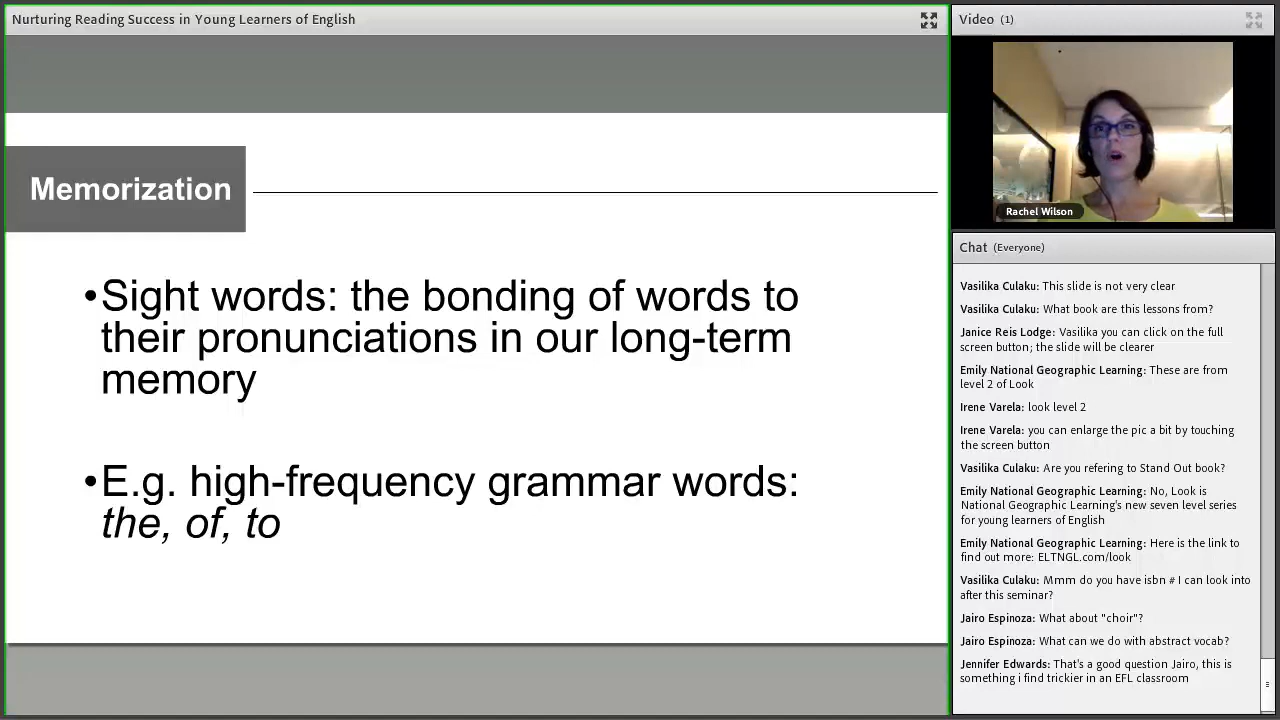 Nurturing Reading Success in Young Learners of English
Memorization
•Sight words: the bonding of words to
their pronunciations in our long-term
memory
•E.g. high-frequency grammar words:
the, of, to
Video (1)
Rachel Wilson
Chat (Everyone)
Vasilika Culaku: This slide is not very clear
Vasilika Culaku: What book are this lessons from?
Janice Reis Lodge: Vasilika you can click on the full
screen button; the slide will be clearer
Emily National Geographic Learning: These are from
level 2 of Look
Irene Varela: look level 2
Irene Varela: you can enlarge the pic a bit by touching
the screen button
Vasilika Culaku: Are you refering to Stand Out book?
Emily National Geographic Learning: No, Look is
National Geographic Learning's new seven level series
for young learners of English
Emily National Geographic Learning: Here is the link to
find out more: ELTNGL.com/look
Vasilika Culaku: Mmm do you have isbn # I can look into
after this seminar?
Jairo Espinoza: What about "choir"?
Jairo Espinoza: What can we do with abstract vocab?
Jennifer Edwards: That's a good question Jairo, this is
something i find trickier in an EFL classroom